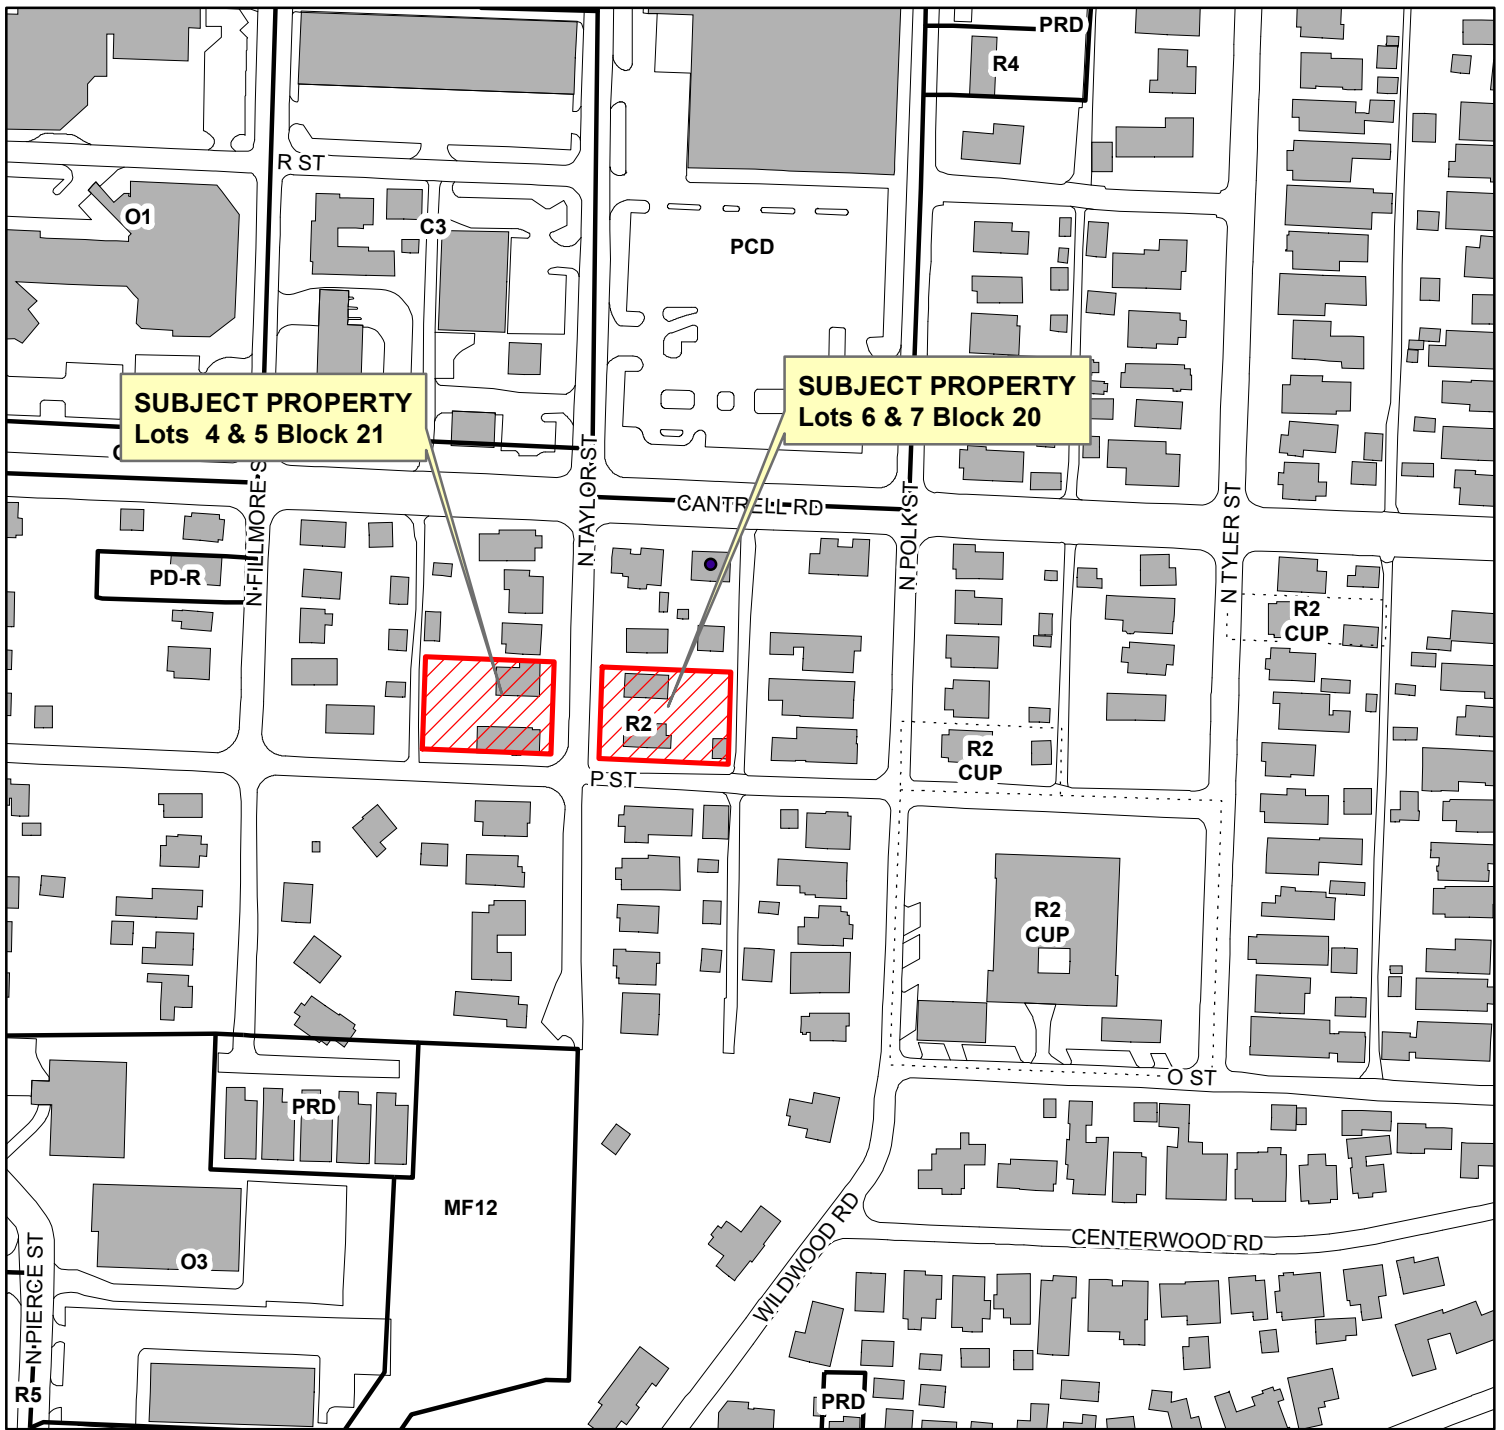 PRD
R4
R ST
O1
C3
PCD
SUBJECT PROPERTY
Lots 6 & 7 Block 20
SUBJECT PROPERTY
Lots 4 & 5 Block 21
N FILLMORE S
N TAYLOR ST
CANTRELL RD
N POLK ST
N TYLER ST
PD-R
R2
CUP
R2
R2
CUP
P ST
R2
CUP
O ST
PRD
MF12
O3
N PIERCE ST
WILDWOOD RD
CENTERWOOD RD
R5
PRD